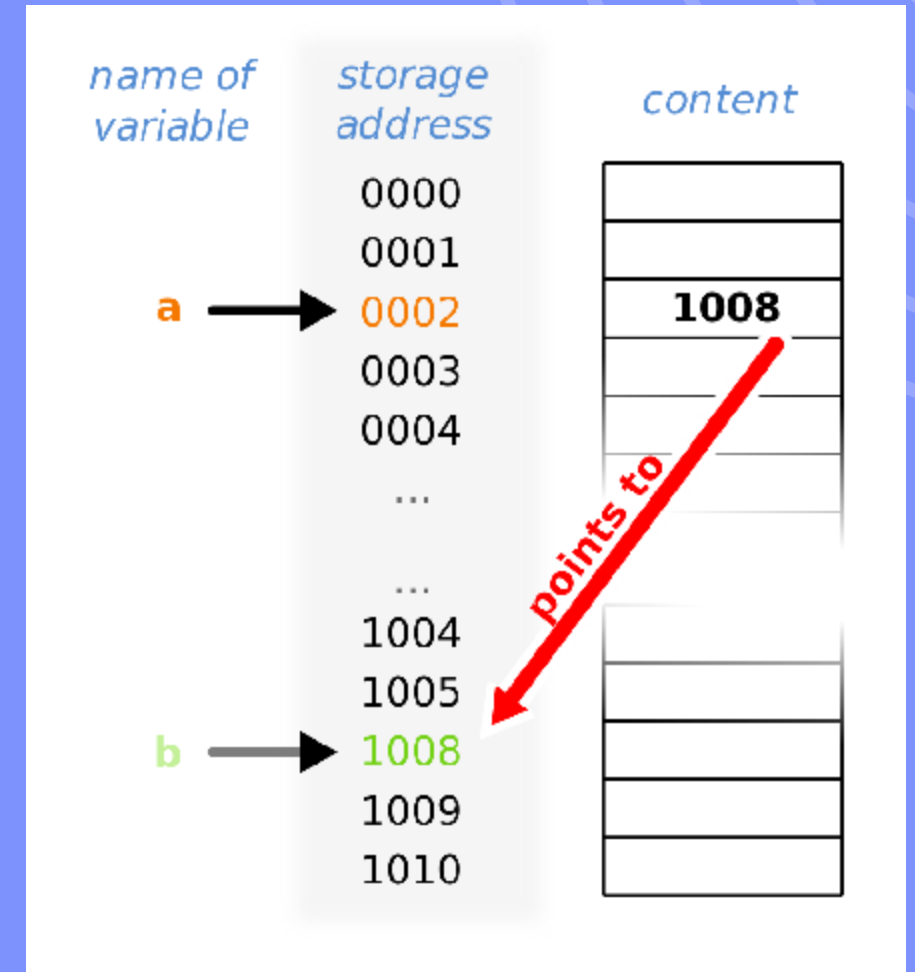 name of
variable
storage
address
content
0000
0001
a
0002
1008
0003
0004
...
points to
...
1004
1005
b
1008
1009
1010